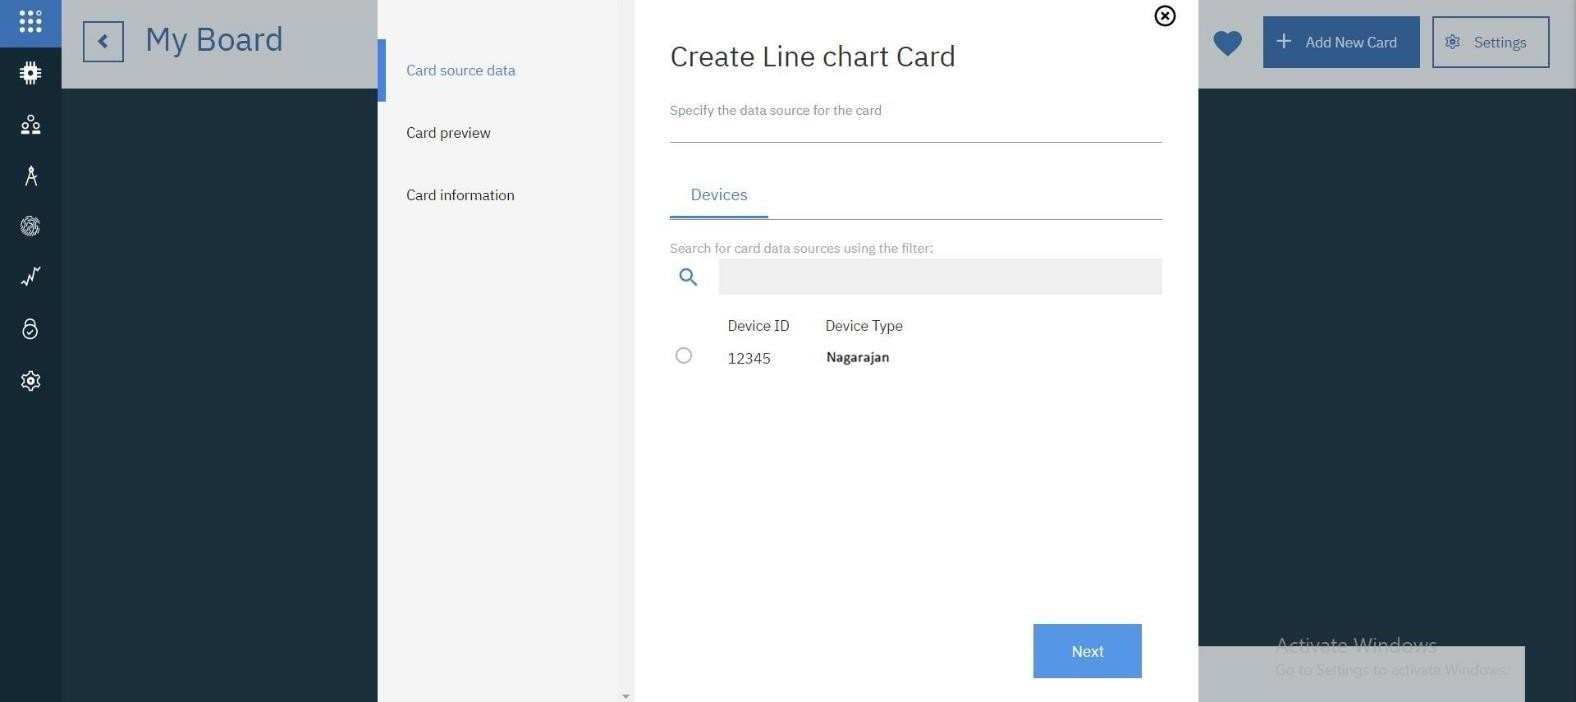 My Board
Card source data
Card preview
Card information
Create Line chart Card
Specify the data source for the card
Devices
Search for card data sources using the filter:
Device ID Device Type
12345 Nagarajan
Next
Add New Card
Settings
Activate Windows
Go to Settings to activate Windows.